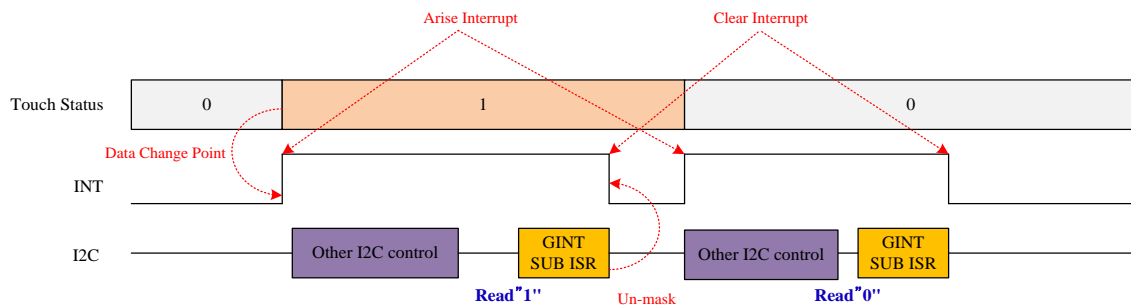 Arise Interrupt
Clear Interrupt
Touch Status
0
1
0
Data Change Point
INT
I2C
Other I2C control
GINT
SUB ISR
Other I2C control
GINT
SUB ISR
Read"1"
Un-mask
Read"0"